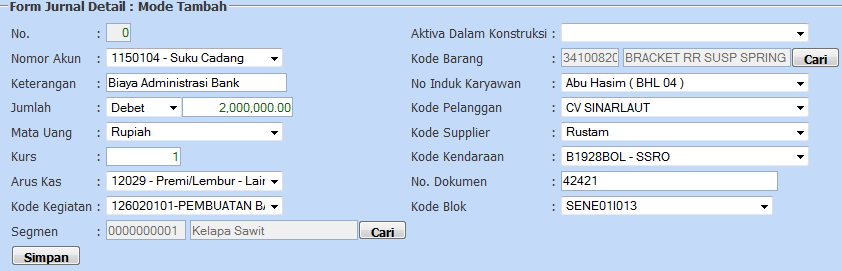 Form Jurnal Detail : Mode Tambah
No. : 0
Nomor Akun : 1150104 - Suku Cadang
Keterangan : Biaya Administrasi Bank
Jumlah : Debet 2,000,000.00
Mata Uang : Rupiah
Kurs : 1
Arus Kas : 12029 - Premi/Lembur - Lair
Kode Kegiatan : 126020101-PEMBUATAN BA
Segmen : 0000000001 Kelapa Sawit Cari
Simpan
Aktiva Dalam Konstruksi :
Kode Barang : 34100820 BRACKET RR SUSP SPRING Cari
No Induk Karyawan : Abu Hasim ( BHL 04 )
Kode Pelanggan : CV SINARLAUT
Kode Supplier : Rustam
Kode Kendaraan : B1928BOL - SSRO
No. Dokumen : 42421
Kode Blok : SENE01I013